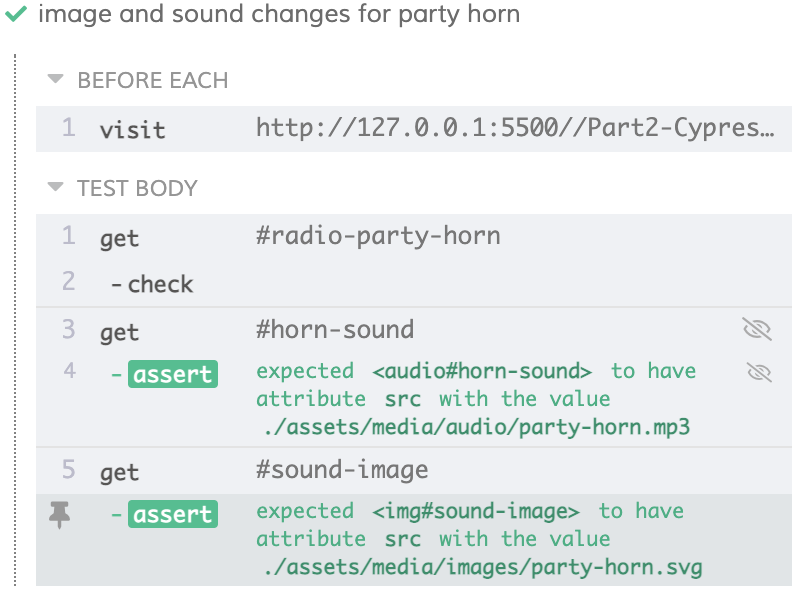 image and sound changes for party horn
BEFORE EACH
1 visit http://127.0.0.1:5500//Part2-Cypres…
TEST BODY
1 get #radio-party-horn
2 -check
3 get #horn-sound
4 -assert expected <audio#horn-sound> to have
attribute src with the value
./assets/media/audio/party-horn.mp3
5 get #sound-image
-assert expected <img#sound-image> to have
attribute src with the value
./assets/media/images/party-horn.svg